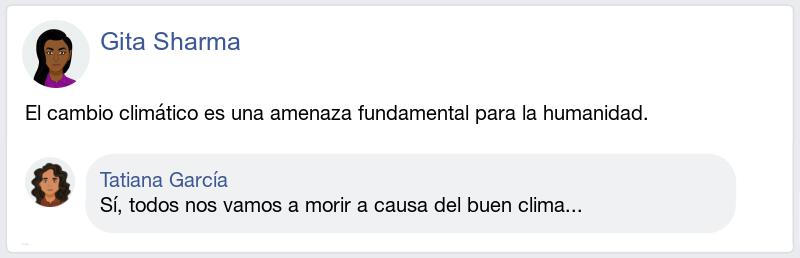 Gita Sharma
El cambio climático es una amenaza fundamental para la humanidad.
Tatiana García
Sí, todos nos vamos a morir a causa del buen clima...